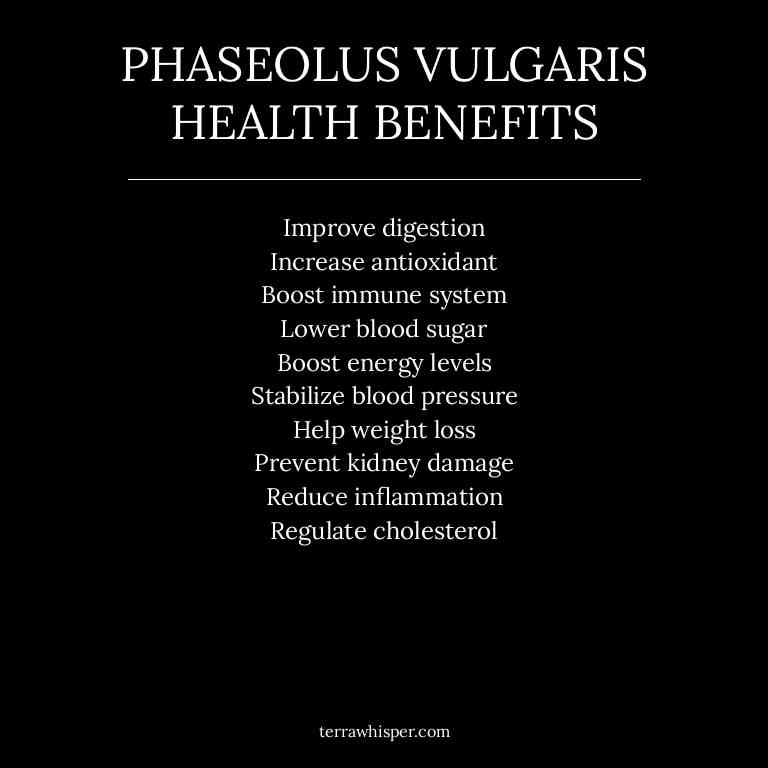 PHASEOLUS VULGARIS
HEALTH BENEFITS
Improve digestion
Increase antioxidant
Boost immune system
Lower blood sugar
Boost energy levels
Stabilize blood pressure
Help weight loss
Prevent kidney damage
Reduce inflammation
Regulate cholesterol
terrawhisper.com